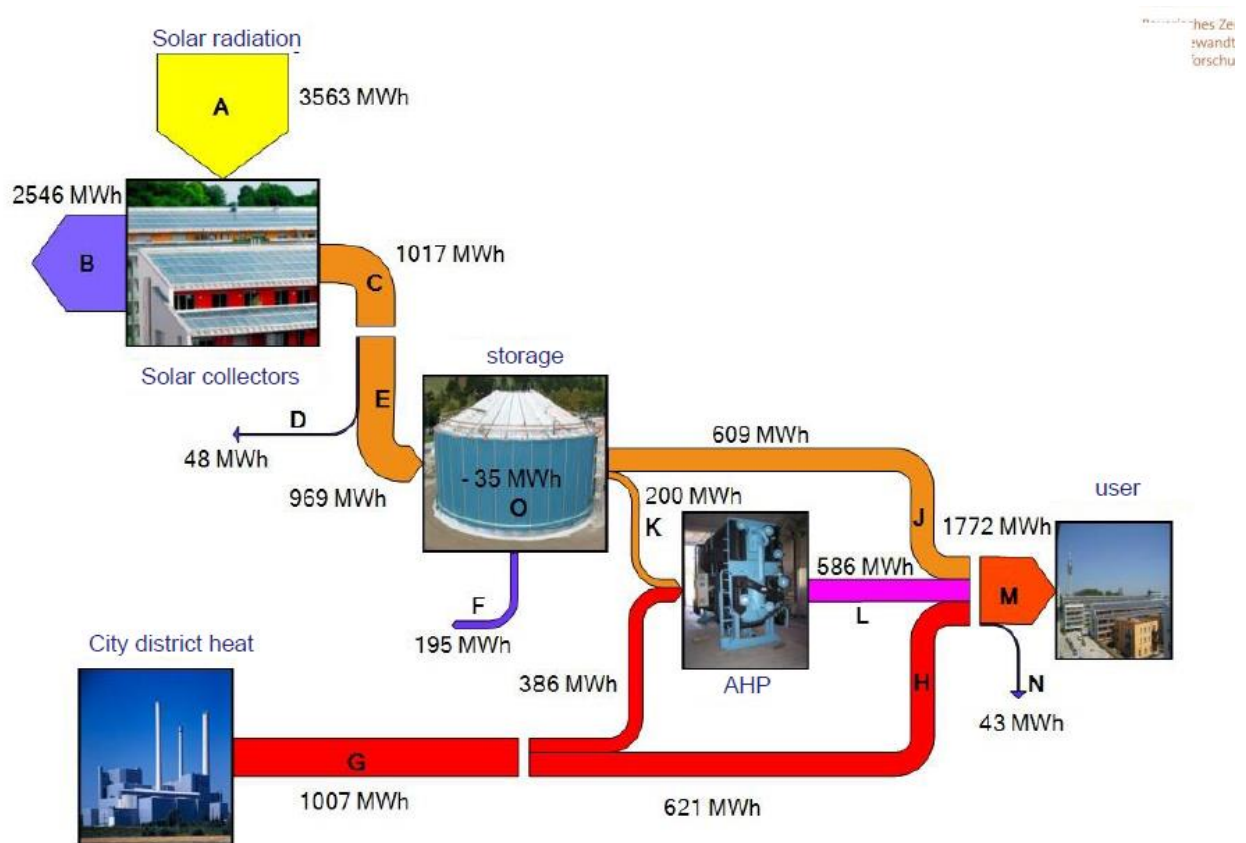 Solar radiation
A
3563 MWh
2546 MWh
B
C
1017 MWh
Solar collectors
storage
D
E
48 MWh
969 MWh
- 35 MWh
O
609 MWh
200 MWh
K
J
user
1772 MWh
586 MWh
M
L
F
195 MWh
City district heat
386 MWh
AHP
H
N
43 MWh
G
1007 MWh
621 MWh